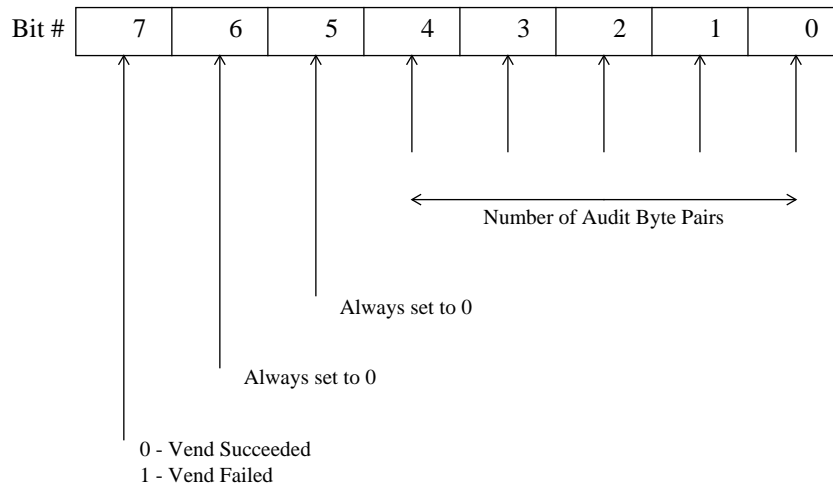 Bit # 7 6 5 4 3 2 1 0
Number of Audit Byte Pairs
Always set to 0
Always set to 0
0 - Vend Succeeded
1 - Vend Failed